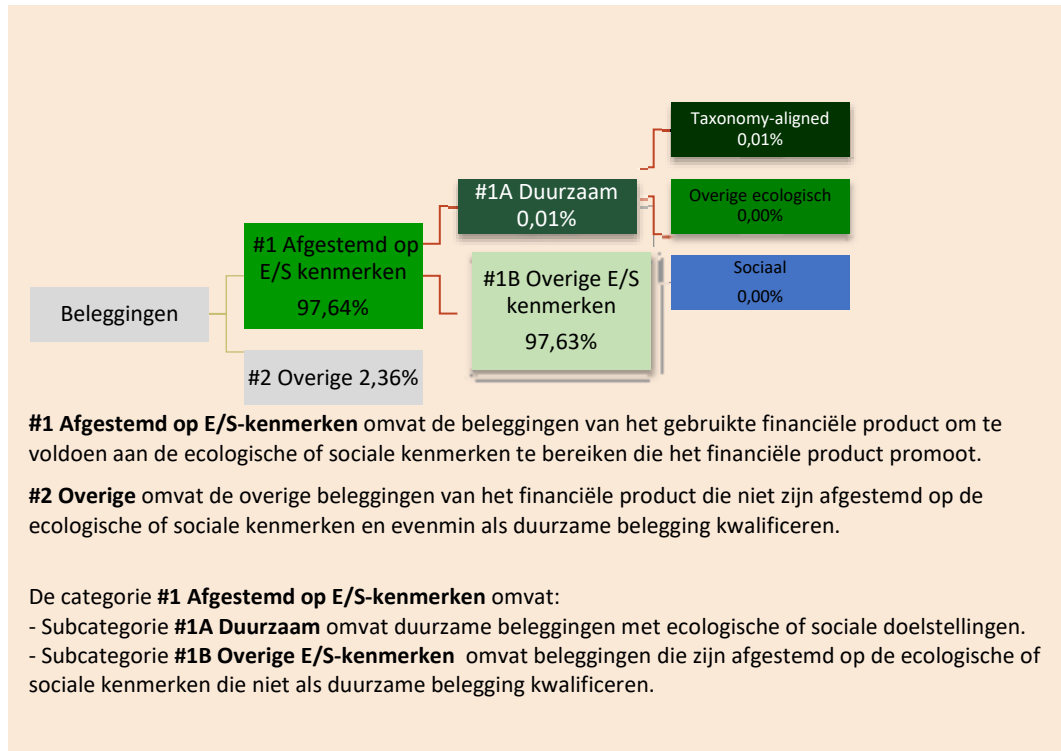 Taxonomy-aligned
0,01%
#1A Duurzaam
0,01%
Overige ecologisch
0,00%
#1 Afgestemd op
E/S kenmerken
97,64%
#1B Overige E/S
kenmerken
97,63%
Sociaal
0,00%
Beleggingen
#2 Overige 2,36%
#1 Afgestemd op E/S-kenmerken omvat de beleggingen van het gebruikte financiële product om te
voldoen aan de ecologische of sociale kenmerken te bereiken die het financiële product promoot.
#2 Overige omvat de overige beleggingen van het financiële product die niet zijn afgestemd op de
ecologische of sociale kenmerken en evenmin als duurzame belegging kwalificeren.
De categorie #1 Afgestemd op E/S-kenmerken omvat:
- Subcategorie #1A Duurzaam omvat duurzame beleggingen met ecologische of sociale doelstellingen.
- Subcategorie #1B Overige E/S-kenmerken omvat beleggingen die zijn afgestemd op de ecologische of
sociale kenmerken die niet als duurzame belegging kwalificeren.